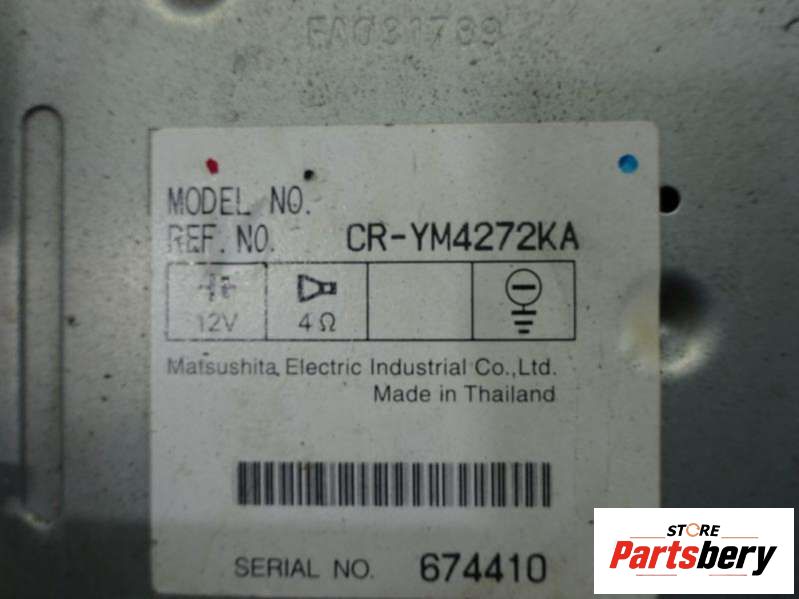 MODEL NO.
REF. NO. CR-YM4272KA
12V 4Ω
Matsushita Electric Industrial Co.,Ltd.
Made in Thailand
SERIAL NO. 674410
STORE
Partsbery